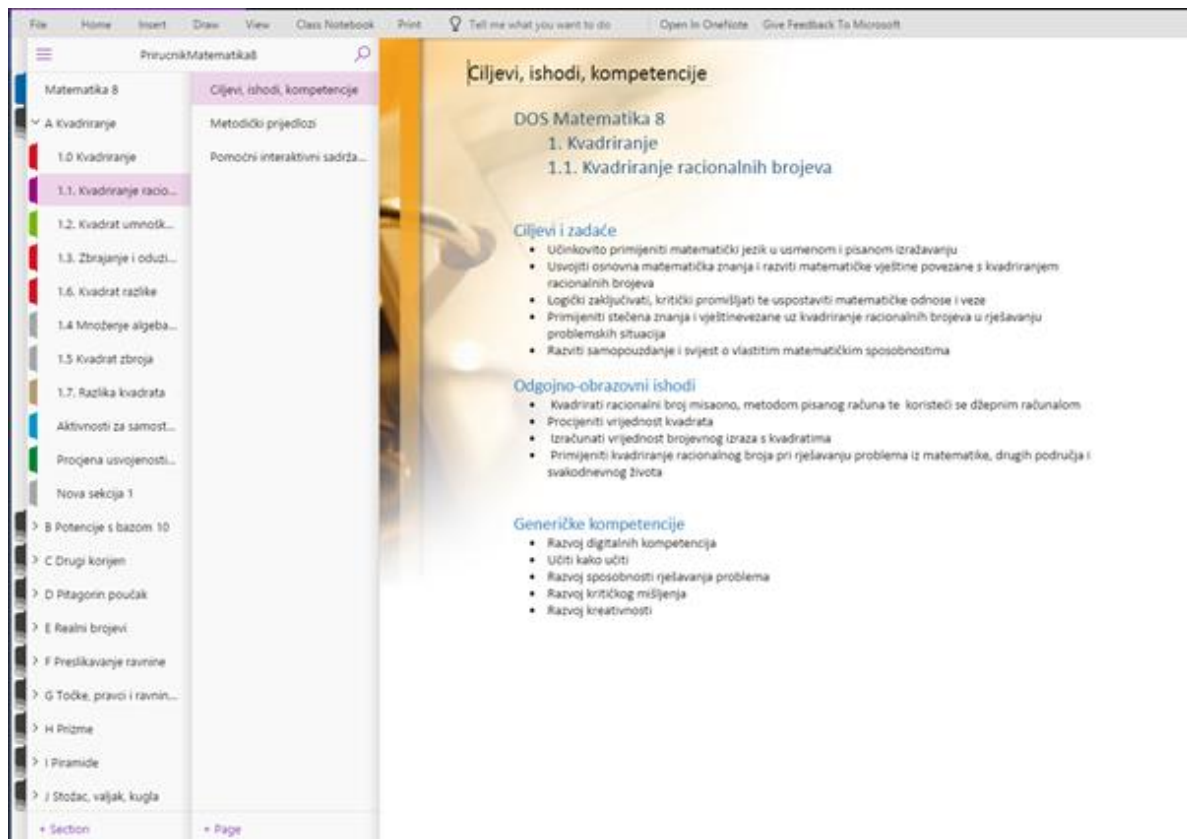 File Home Insert Draw View Class Notebook Print Tell me what you want to do Open In OneNote Give Feedback To Microsoft
PrirucnikMatematika8
Matematika 8
A Kvadriranje
1.0 Kvadriranje
1.1. Kvadriranje racio...
1.2. Kvadrat umnošk...
1.3. Zbrajanje i oduzi...
1.6. Kvadrat razlike
1.4 Množenje algeba...
1.5 Kvadrat zbroja
1.7. Razlika kvadrata
Aktivnosti za samost...
Procjena usvojenosti...
Nova sekcija 1
B Potencije s bazom 10
C Drugi korijen
D Pitagorin poučak
E Realni brojevi
F Preslikavanje ravnine
G Točke, pravci i ravnin...
H Prizme
I Piramide
J Stožac, valjak, kugla
+ Section
Ciljevi, ishodi, kompetencije
Metodički prijedlozi
Pomoćni interaktivni sadrža...
+ Page
Ciljevi, ishodi, kompetencije
DOS Matematika 8
1. Kvadriranje
1.1. Kvadriranje racionalnih brojeva
Ciljevi i zadaće
• Učinkovito primijeniti matematički jezik u usmenom i pisanom izražavanju
• Usvojiti osnovna matematička znanja i razviti matematičke vještine povezane s kvadriranjem
racionalnih brojeva
• Logički zaključivati, kritički promišljati te uspostaviti matematičke odnose i veze
• Primijeniti stečena znanja i vještinevezane uz kvadriranje racionalnih brojeva u rješavanju
problemskih situacija
• Razviti samopouzdanje i svijest o vlastitim matematičkim sposobnostima
Odgojno-obrazovni ishodi
• Kvadrirati racionalni broj misaono, metodom pisanog računa te koristeći se džepnim računalom
• Procijeniti vrijednost kvadrata
• Izračunati vrijednost brojevnog izraza s kvadratima
• Primijeniti kvadriranje racionalnog broja pri rješavanju problema iz matematike, drugih područja i
svakodnevnog života
Generičke kompetencije
• Razvoj digitalnih kompetencija
• Učiti kako učiti
• Razvoj sposobnosti rješavanja problema
• Razvoj kritičkog mišljenja
• Razvoj kreativnosti